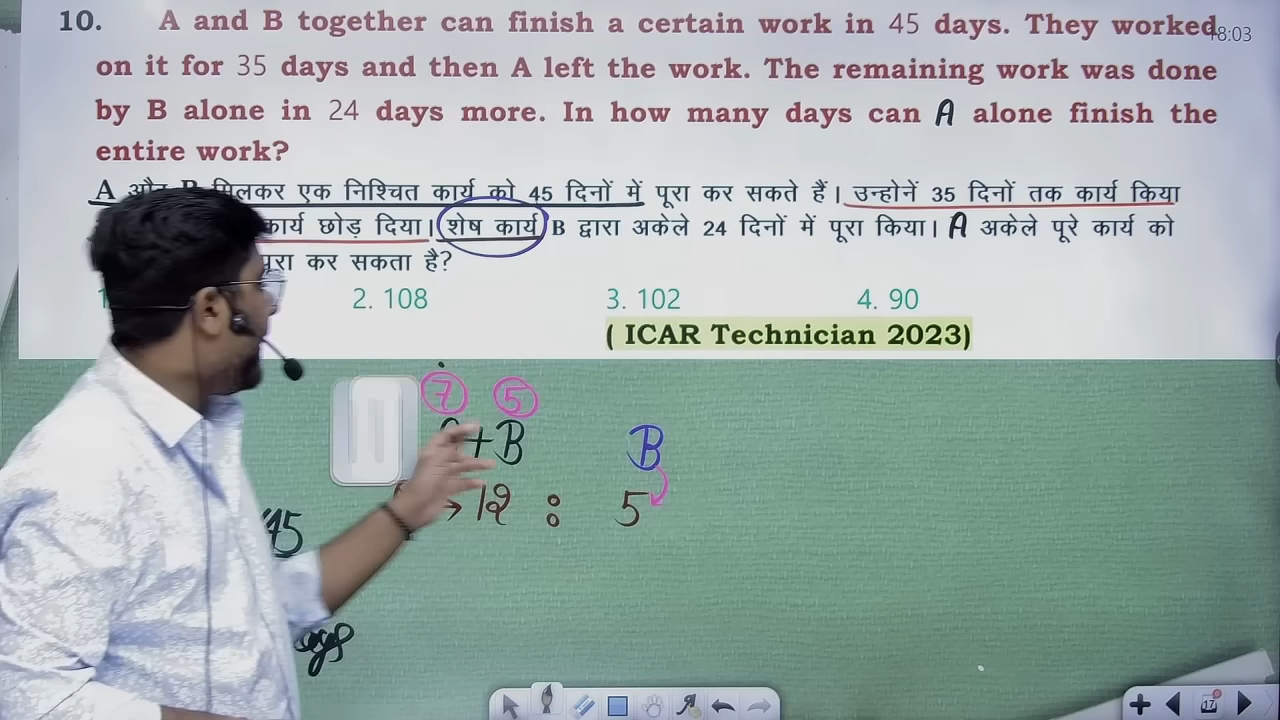 10. A and B together can finish a certain work in 45 days. They worked
18:03
on it for 35 days and then A left the work. The remaining work was done
by B alone in 24 days more. In how many days can A alone finish the
entire work?
A और B मिलकर एक निश्चित कार्य को 45 दिनों में पूरा कर सकते हैं। उन्होनें 35 दिनों तक कार्य किया
कार्य छोड़ दिया। शेष कार्य B द्वारा अकेले 24 दिनों में पूरा किया। A अकेले पूरे कार्य को
पूरा कर सकता है?
2. 108 3. 102 4. 90
( ICAR Technician 2023)
7 5
+B B
12 : 5
45
17